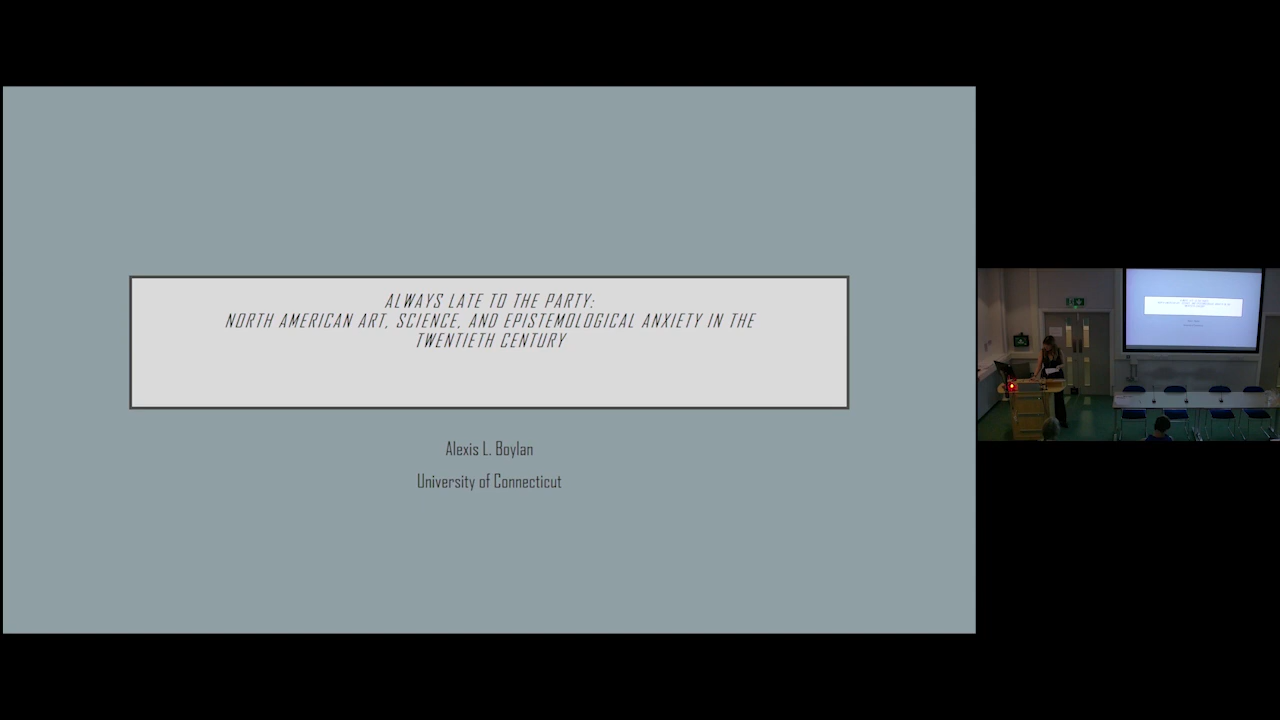 ALWAYS LATE TO THE PARTY:
NORTH AMERICAN ART, SCIENCE, AND EPISTEMOLOGICAL ANXIETY IN THE
TWENTIETH CENTURY
Alexis L. Boylan
University of Connecticut